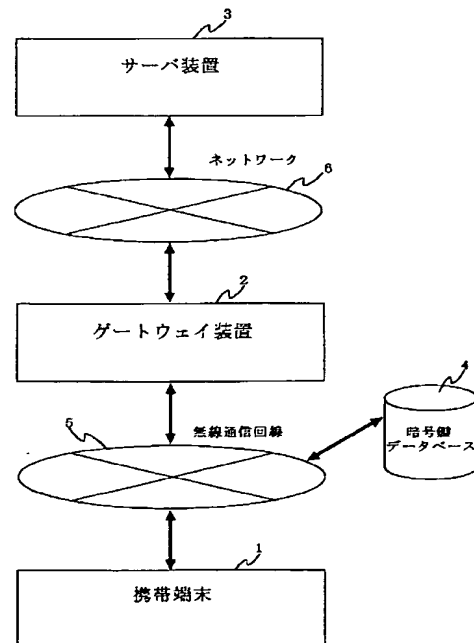 3
サーバ装置
ネットワーク
6
2
ゲートウェイ装置
4
5
無線通信回線
暗号鍵
データベース
1
携帯端末